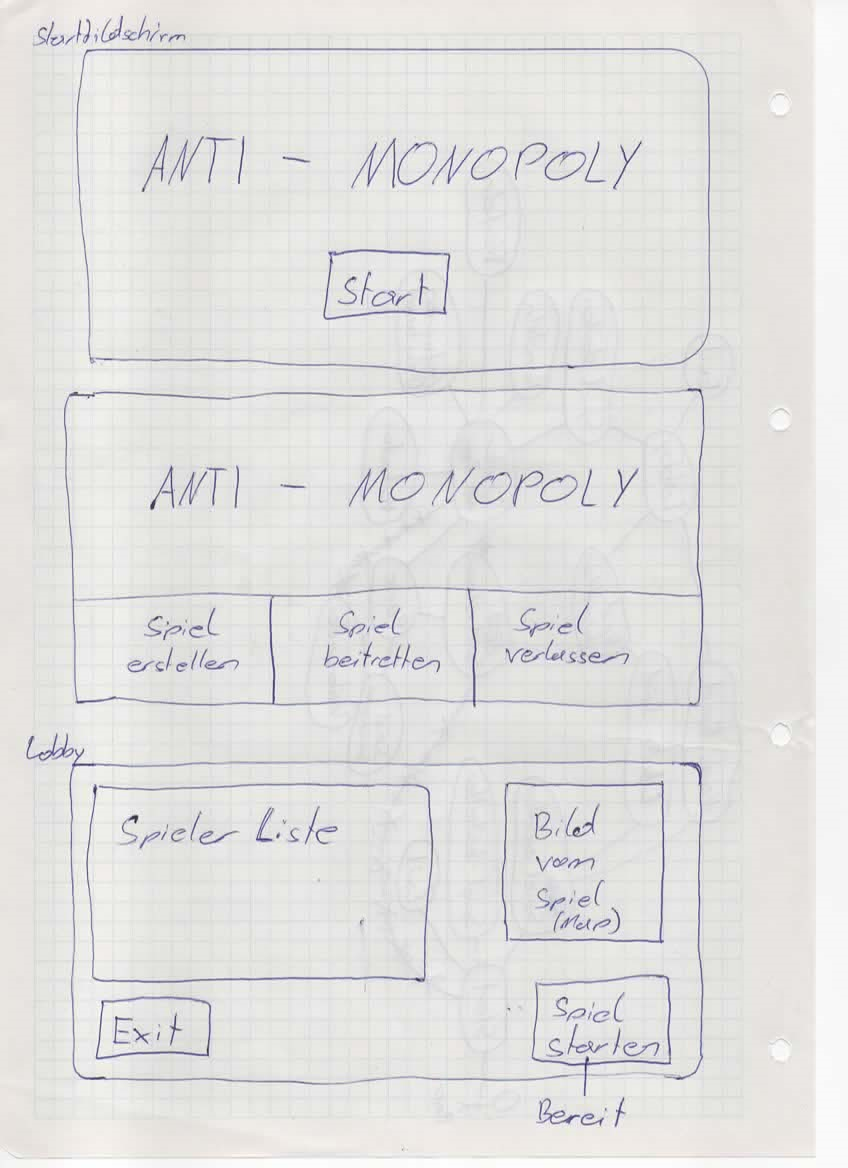 Startbildschirm
ANTI - MONOPOLY
Start
ANTI - MONOPOLY
Spiel
erstellen
Spiel
beitretten
Spiel
verlassen
Lobby
Spieler Liste
Bild
vom
Spiel
(Map)
Exit
Spiel
starten
Bereit